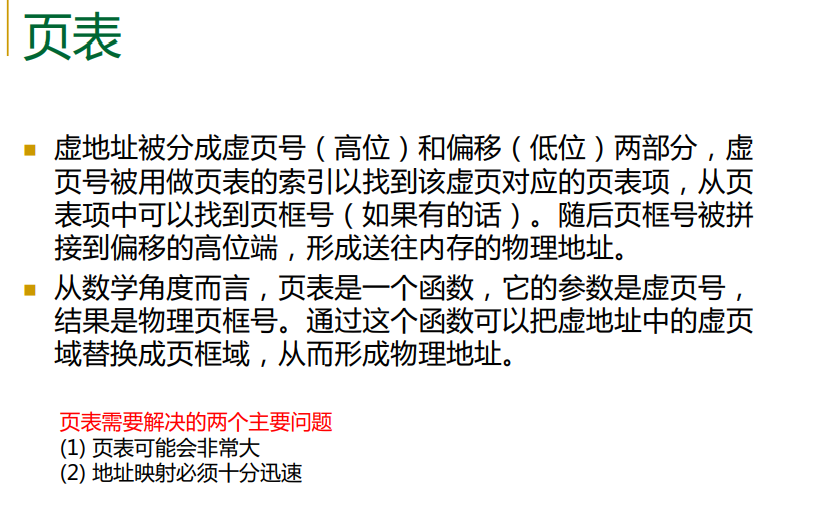 页表
虚地址被分成虚页号（高位）和偏移（低位）两部分，虚
页号被用做页表的索引以找到该虚页对应的页表项，从页
表项中可以找到页框号（如果有的话）。随后页框号被拼
接到偏移的高位端，形成送往内存的物理地址。
从数学角度而言，页表是一个函数，它的参数是虚页号，
结果是物理页框号。通过这个函数可以把虚地址中的虚页
域替换成页框域，从而形成物理地址。
页表需要解决的两个主要问题
(1) 页表可能会非常大
(2) 地址映射必须十分迅速